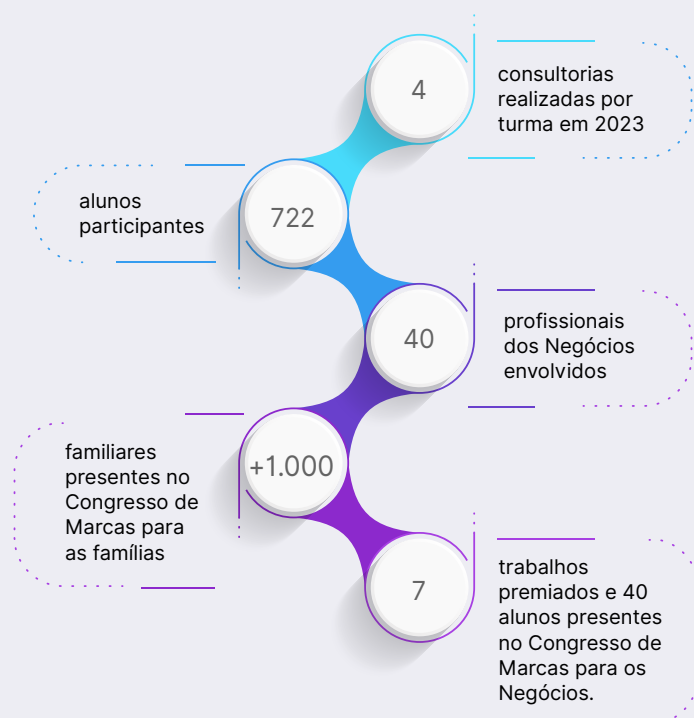 4
consultorias
realizadas por
turma em 2023
722
alunos
participantes
40
profissionais
dos Negócios
envolvidos
+1.000
familiares
presentes no
Congresso de
Marcas para
as famílias
7
trabalhos
premiados e 40
alunos presentes
no Congresso de
Marcas para os
Negócios.